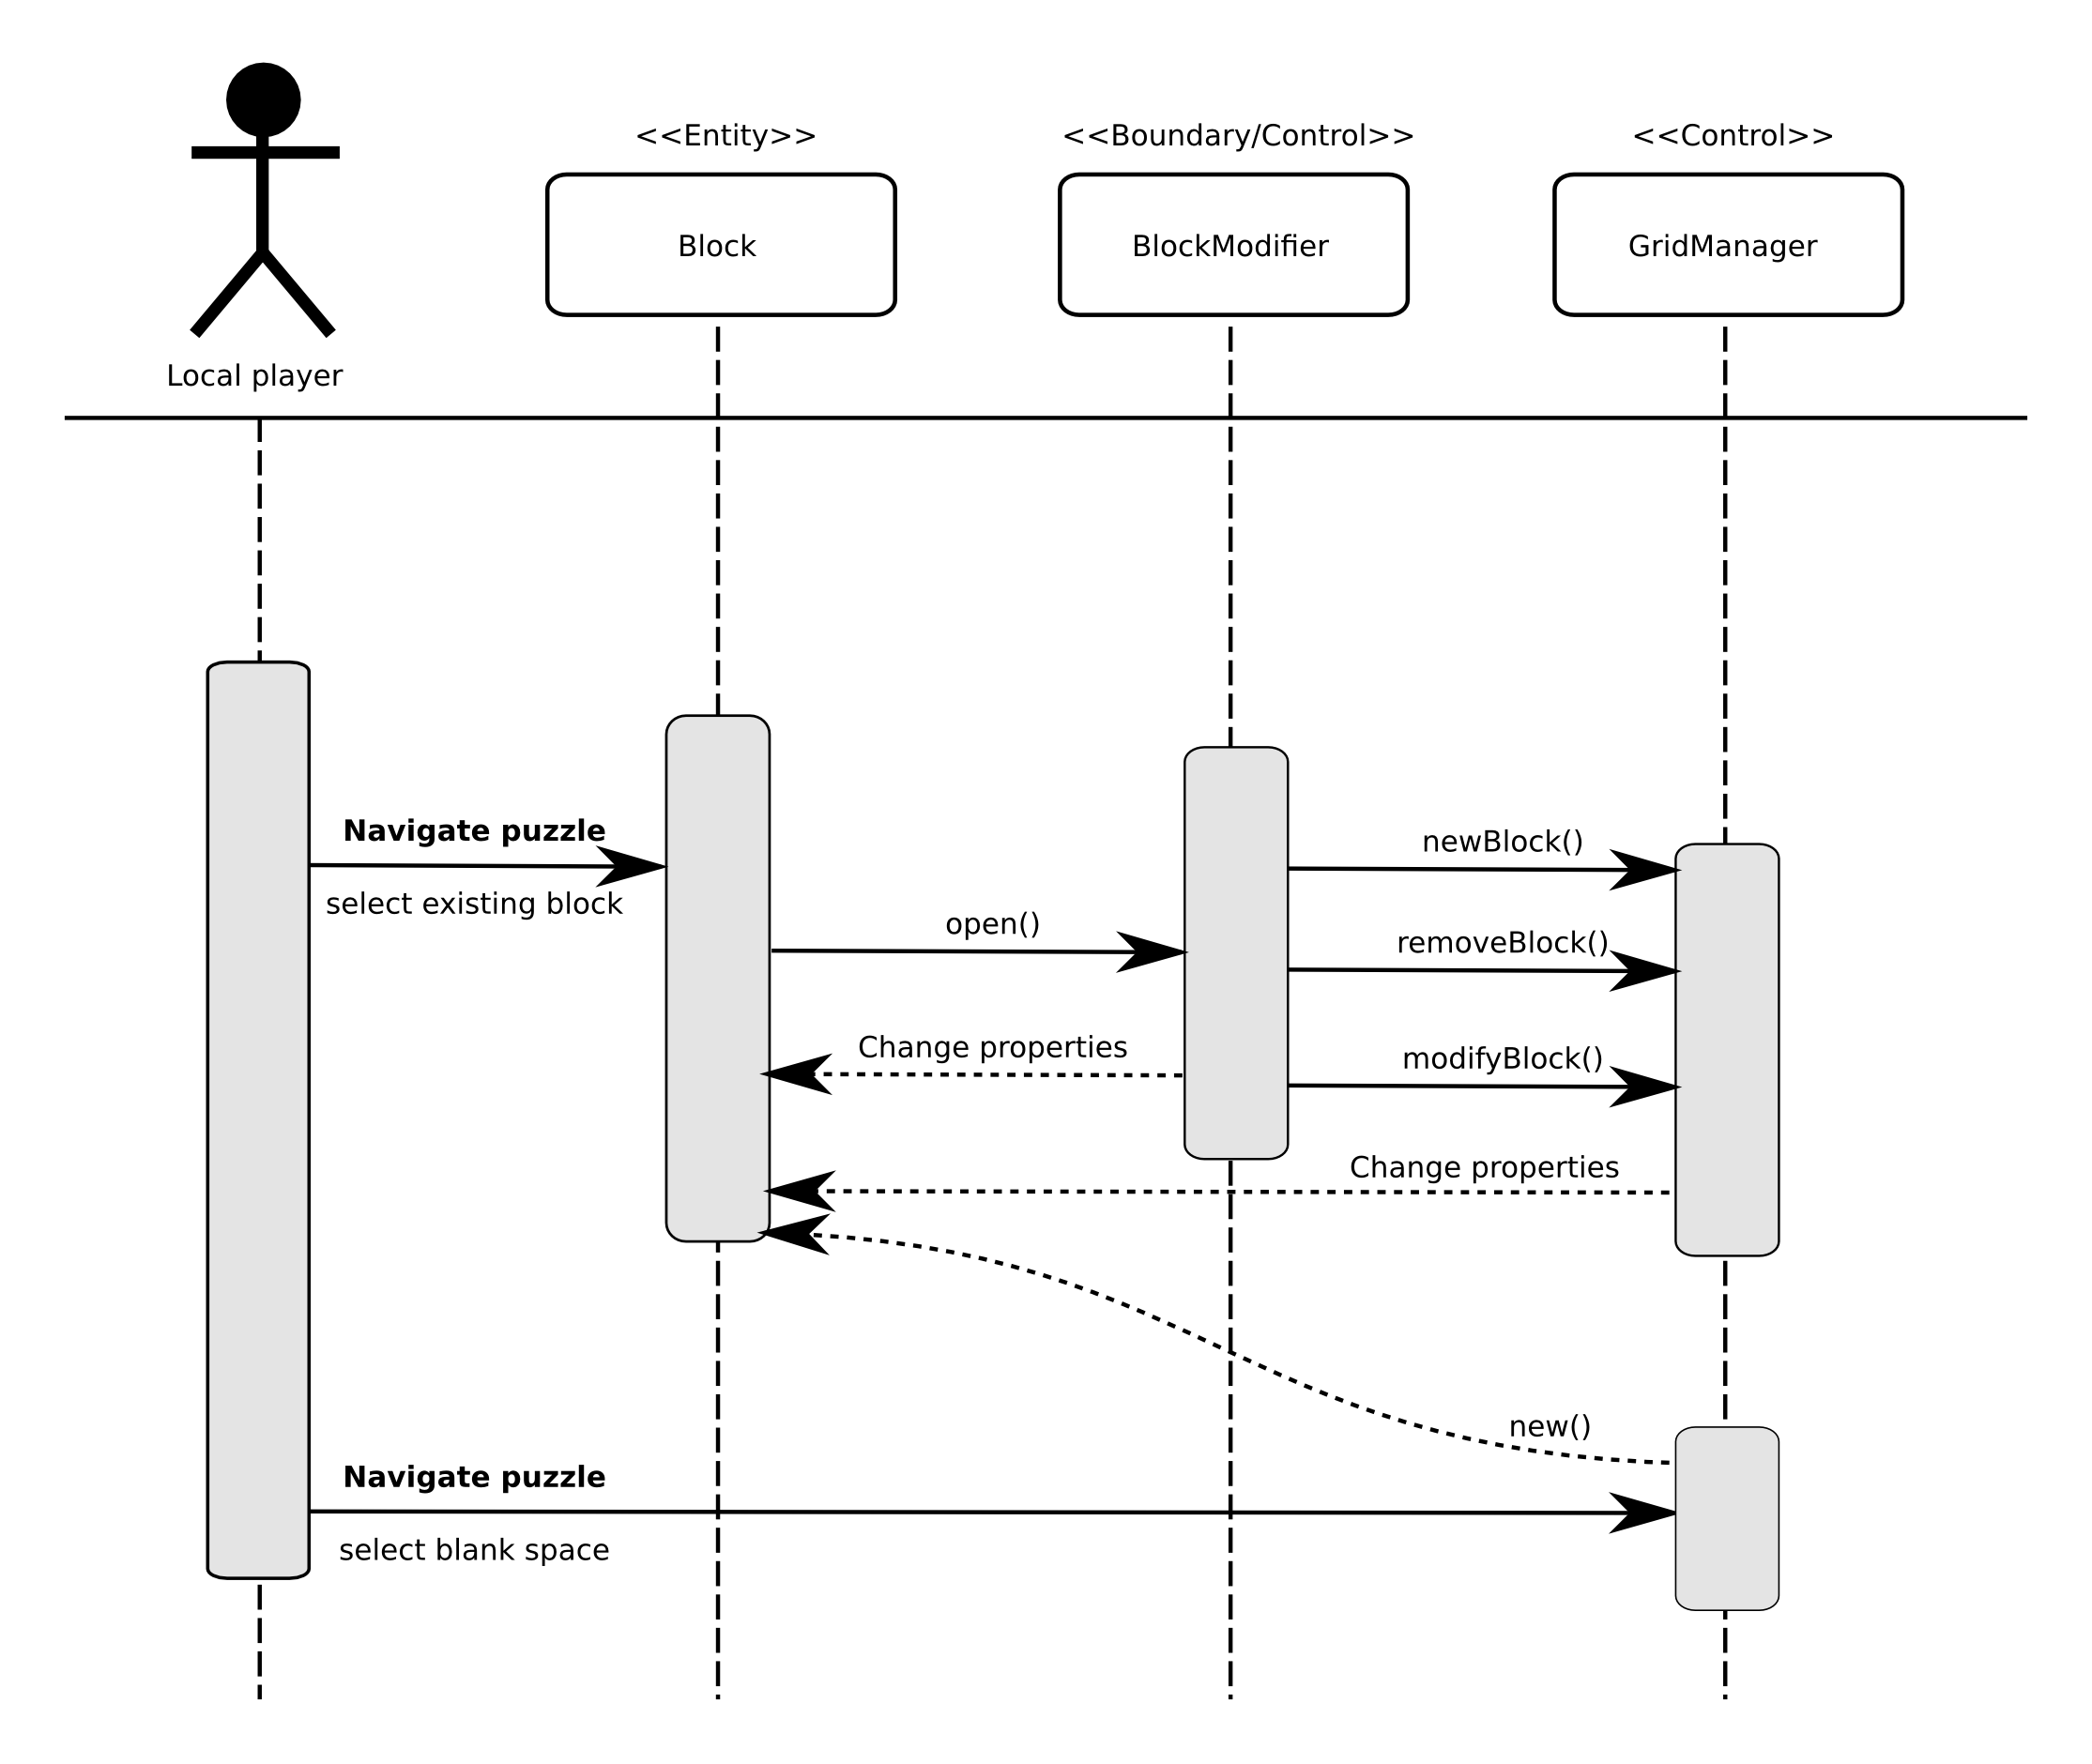 <<Entity>>
<<Boundary/Control>>
<<Control>>
Block
BlockModifier
GridManager
Local player
Navigate puzzle
select existing block
newBlock()
open()
removeBlock()
Change properties
modifyBlock()
Change properties
new()
Navigate puzzle
select blank space